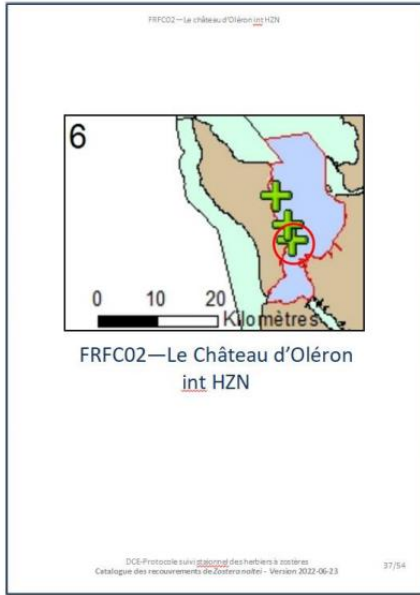 FRFC02—Le château d'Oléron int HZN
6
0 10 20
Kilomètres
FRFC02—Le Château d'Oléron
int HZN
DCE-Protocole suivi stationnel des herbiers à zostères
Catalogue des recouvrements de Zostera noltei - Version 2022-06-23
37/54